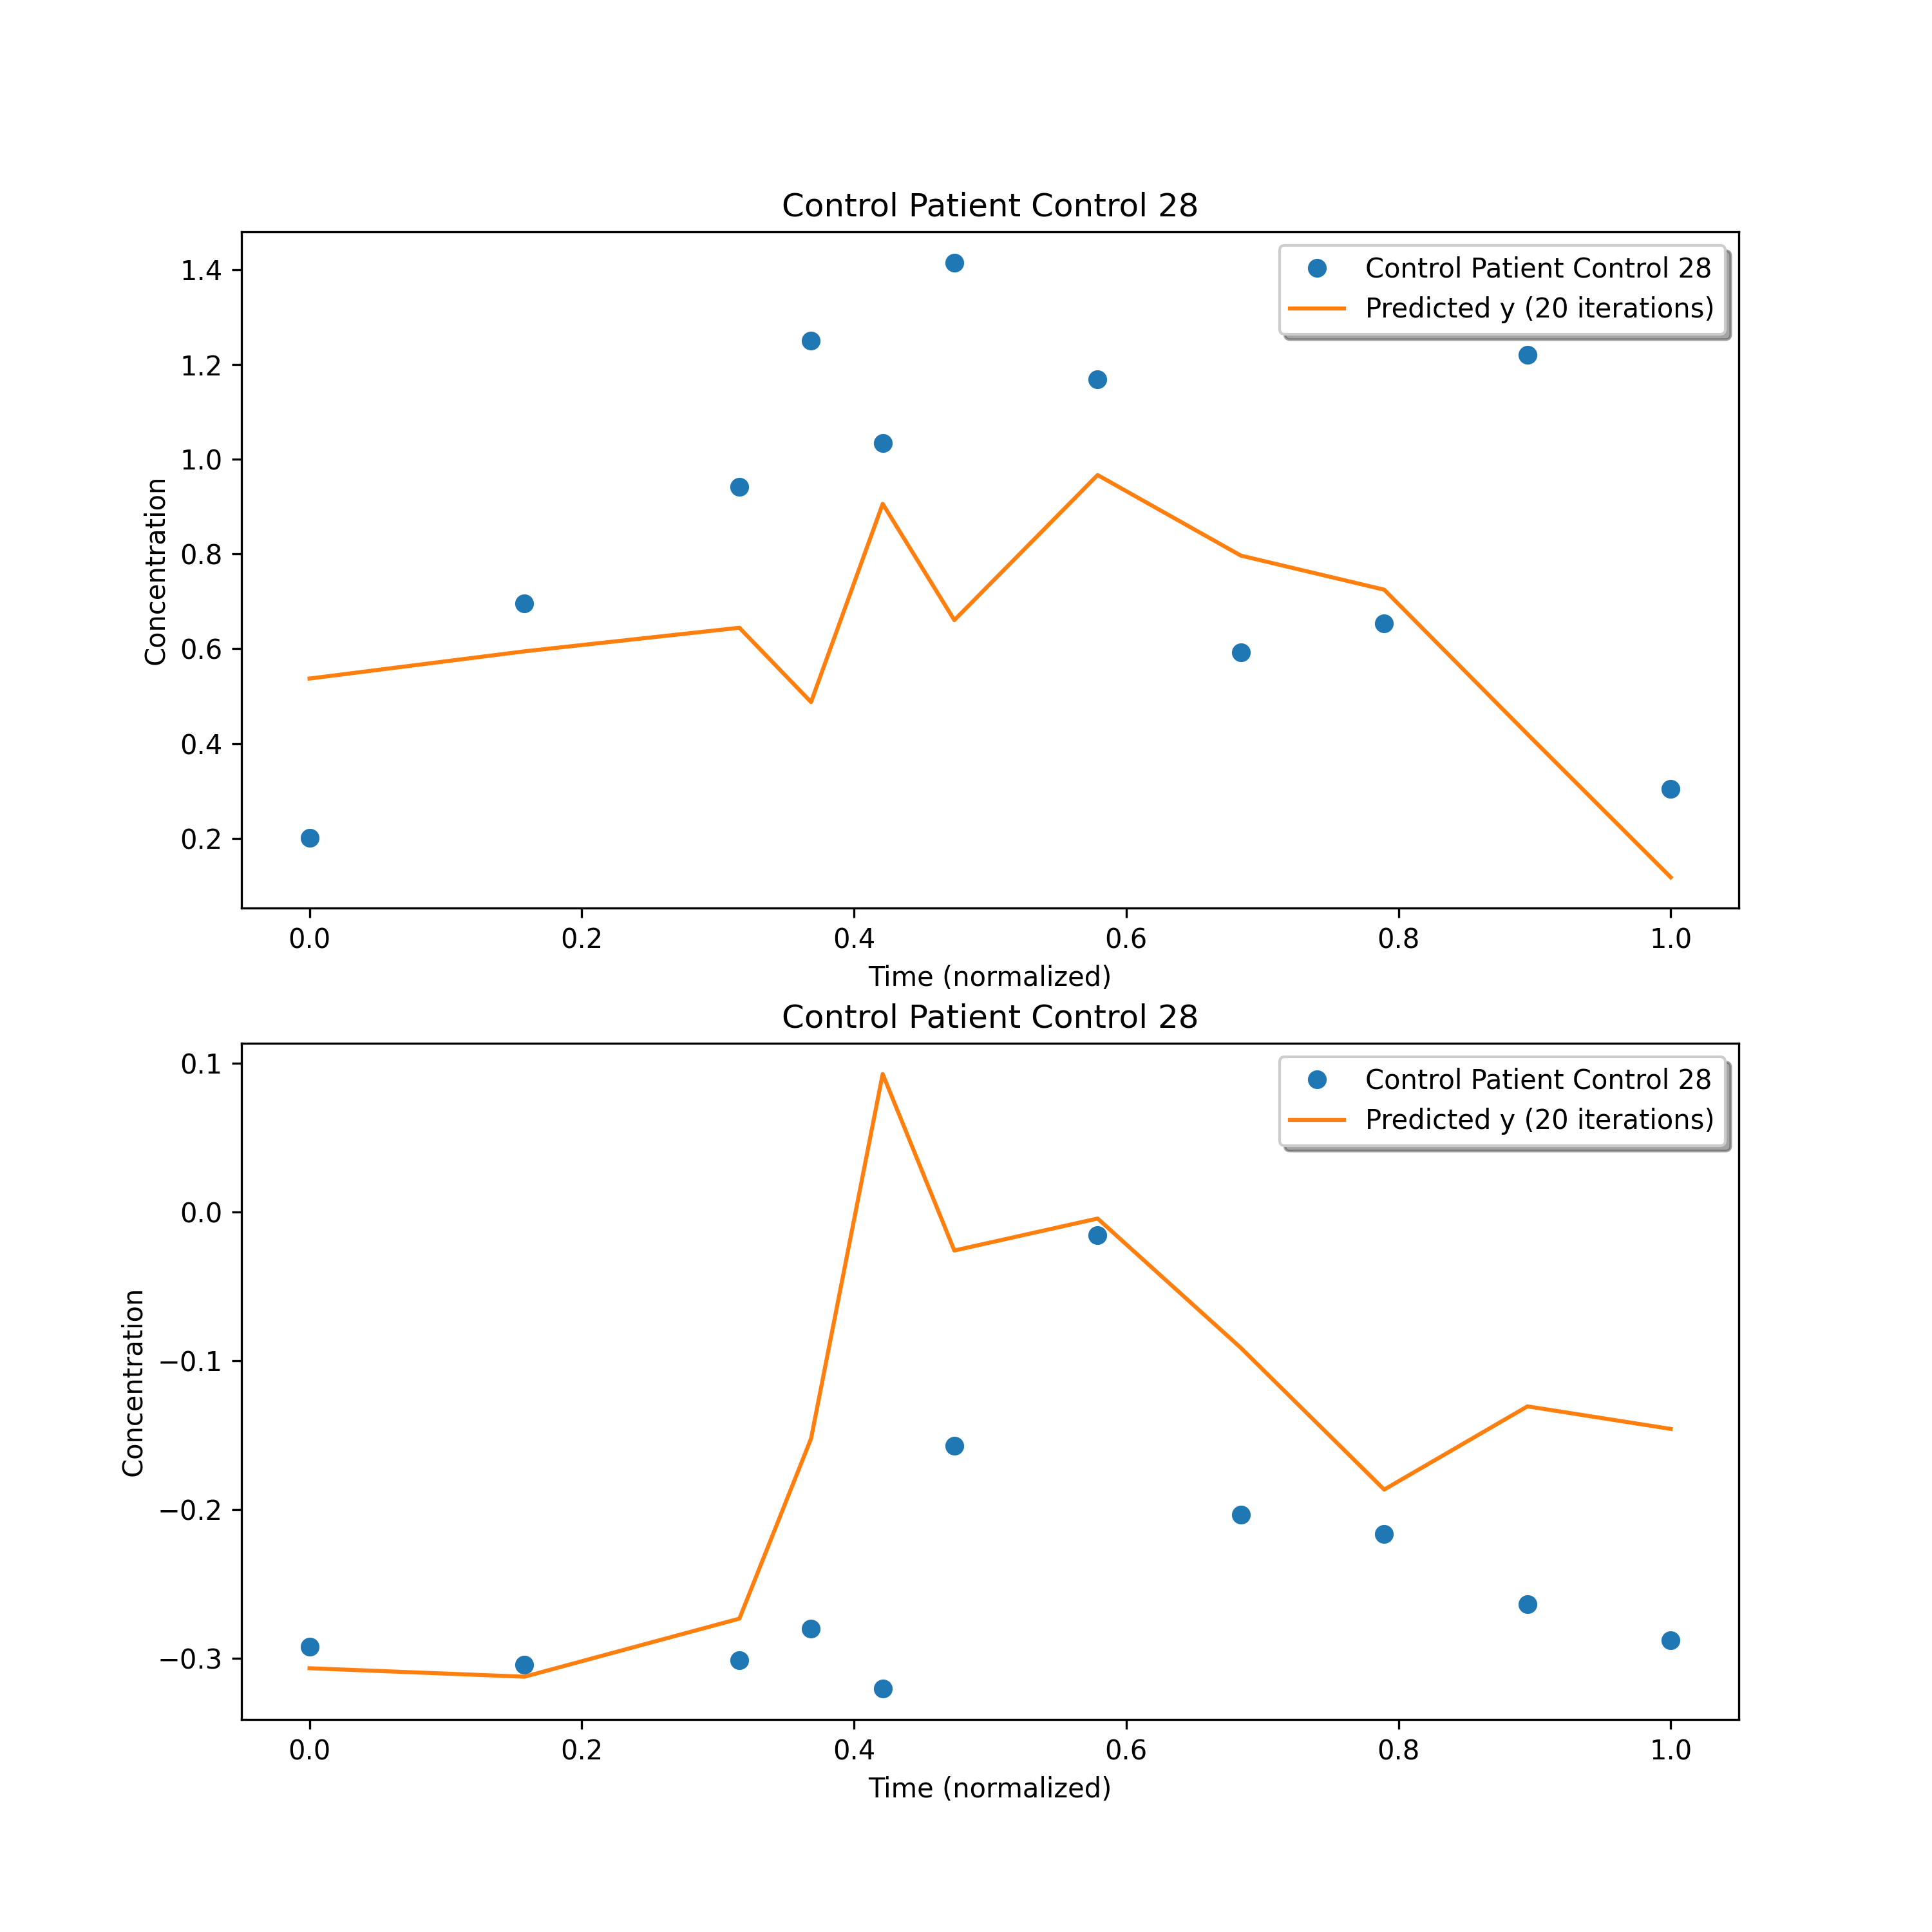 Control Patient Control 28
Control Patient Control 28
Predicted y (20 iterations)
1.4
1.2
1.0
0.8
0.6
0.4
0.2
Concentration
0.0 0.2 0.4 0.6 0.8 1.0
Time (normalized)
Control Patient Control 28
Control Patient Control 28
Predicted y (20 iterations)
0.1
0.0
−0.1
−0.2
−0.3
Concentration
0.0 0.2 0.4 0.6 0.8 1.0
Time (normalized)